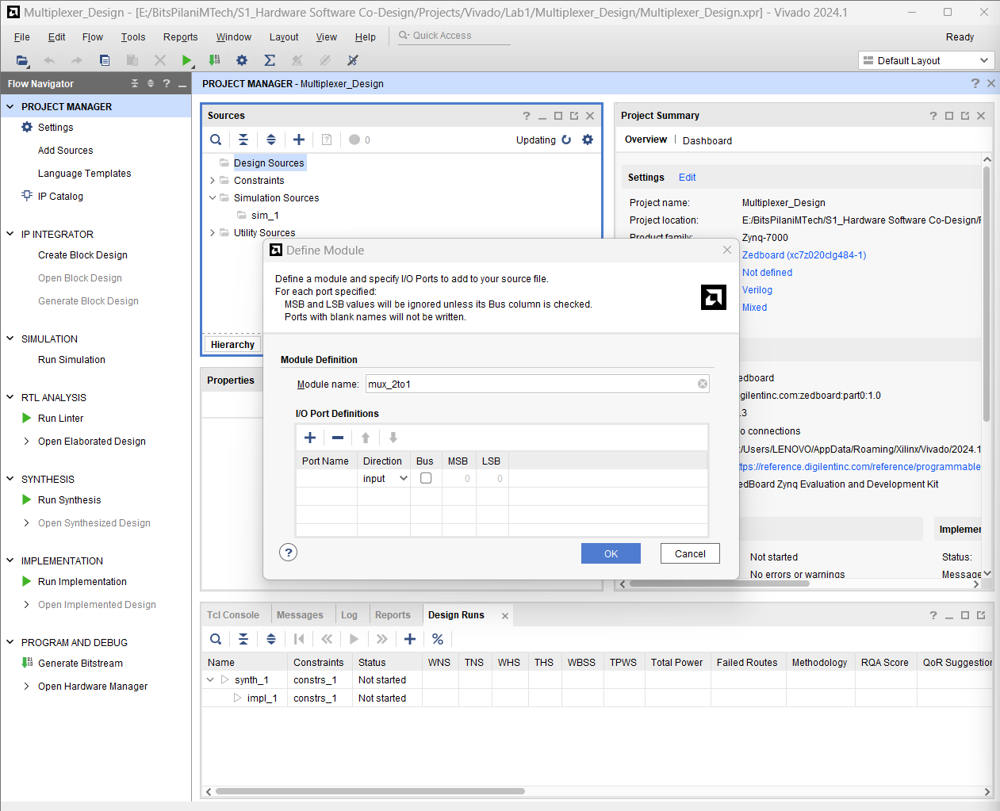 Multiplexer_Design - [E:/BitsPilaniMTech/S1_Hardware Software Co-Design/Projects/Vivado/Lab1/Multiplexer_Design/Multiplexer_Design.xpr] - Vivado 2024.1
File Edit Flow Tools Reports Window Layout View Help Quick Access Ready
Default Layout
Flow Navigator
PROJECT MANAGER - Multiplexer_Design
PROJECT MANAGER
Settings
Add Sources
Language Templates
IP Catalog
IP INTEGRATOR
Create Block Design
Open Block Design
Generate Block Design
SIMULATION
Run Simulation
RTL ANALYSIS
Run Linter
Open Elaborated Design
SYNTHESIS
Run Synthesis
Open Synthesized Design
IMPLEMENTATION
Run Implementation
Open Implemented Design
PROGRAM AND DEBUG
Generate Bitstream
Open Hardware Manager
Sources
0 Updating
Design Sources
Constraints
Simulation Sources
sim_1
Utility Sources
Hierarchy
Properties
Project Summary
Overview Dashboard
Settings Edit
Project name: Multiplexer_Design
Project location: E:/BitsPilaniMTech/S1_Hardware Software Co-Design/
Product family: Zynq-7000
Zedboard (xc7z020clg484-1)
Not defined
Verilog
Mixed
edboard
digilentinc.com:zedboard:part0:1.0
.3
o connections
:/Users/LENOVO/AppData/Roaming/Xilinx/Vivado/2024.1
ttps://reference.digilentinc.com/reference/programmable
edBoard Zynq Evaluation and Development Kit
Implemen
Not started Status:
No errors or warnings Message
Define Module
Define a module and specify I/O Ports to add to your source file.
For each port specified:
MSB and LSB values will be ignored unless its Bus column is checked.
Ports with blank names will not be written.
Module Definition
Module name: mux_2to1
I/O Port Definitions
Port Name Direction Bus MSB LSB
input 0 0
OK Cancel
Tcl Console Messages Log Reports Design Runs
Name Constraints Status WNS TNS WHS THS WBSS TPWS Total Power Failed Routes Methodology RQA Score QoR Suggestion
synth_1 constrs_1 Not started
impl_1 constrs_1 Not started